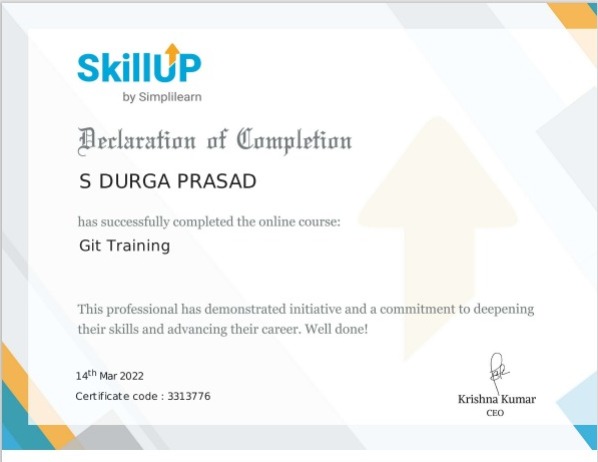 SkillUP
by Simplilearn
Declaration of Completion
S DURGA PRASAD
has successfully completed the online course:
Git Training
This professional has demonstrated initiative and a commitment to deepening
their skills and advancing their career. Well done!
14th Mar 2022
Certificate code : 3313776
Krishna Kumar
CEO